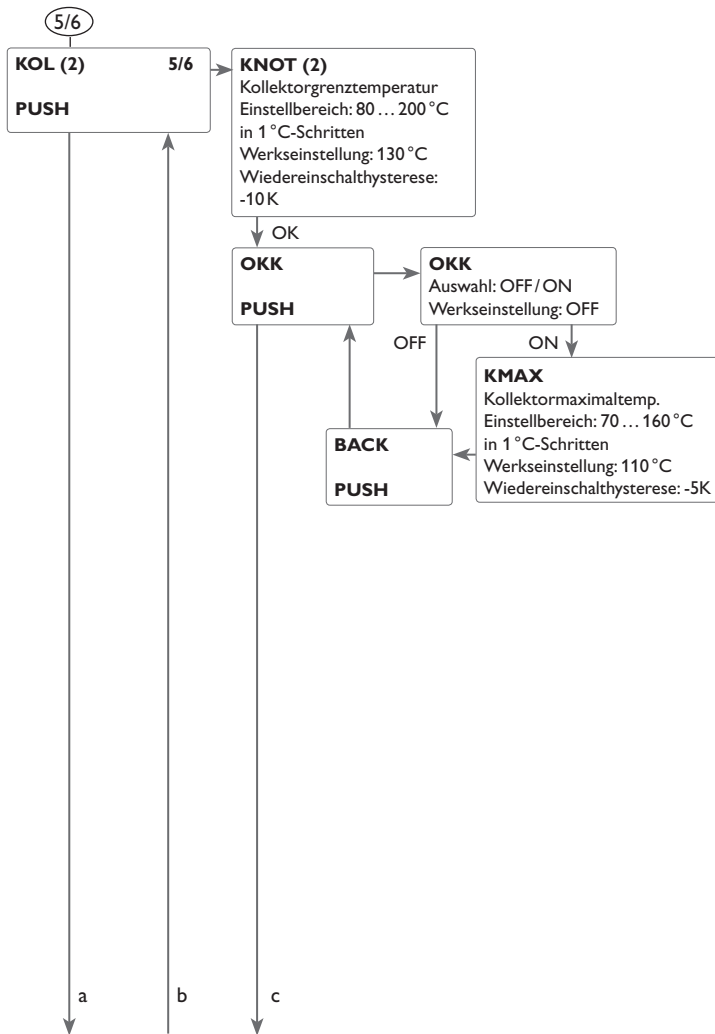 5/6
KOL (2) 5/6
PUSH
KNOT (2)
Kollektorgrenztemperatur
Einstellbereich: 80 … 200 °C
in 1 °C-Schritten
Werkseinstellung: 130 °C
Wiedereinschalthysterese:
-10 K
OK
OKK
PUSH
OKK
Auswahl: OFF / ON
Werkseinstellung: OFF
OFF
ON
KMAX
Kollektormaximaltemp.
Einstellbereich: 70 … 160 °C
in 1 °C-Schritten
Werkseinstellung: 110 °C
Wiedereinschalthysterese: -5K
BACK
PUSH
a
b
c